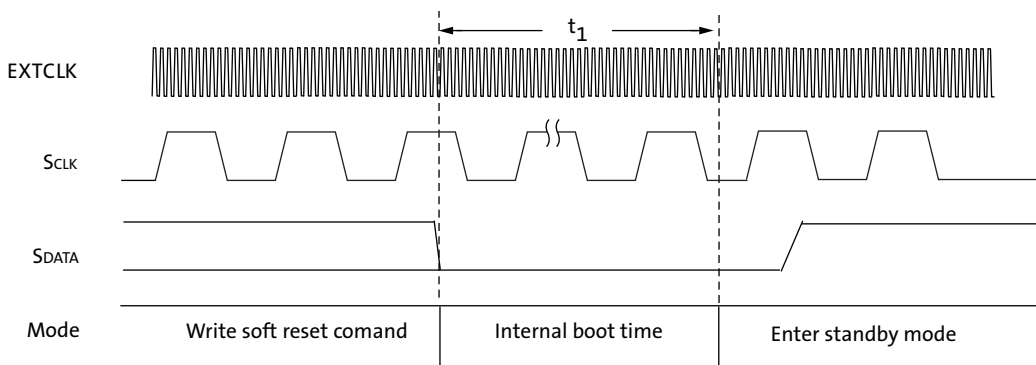 t1
EXTCLK
SCLK
SDATA
Mode
Write soft reset comand
Internal boot time
Enter standby mode